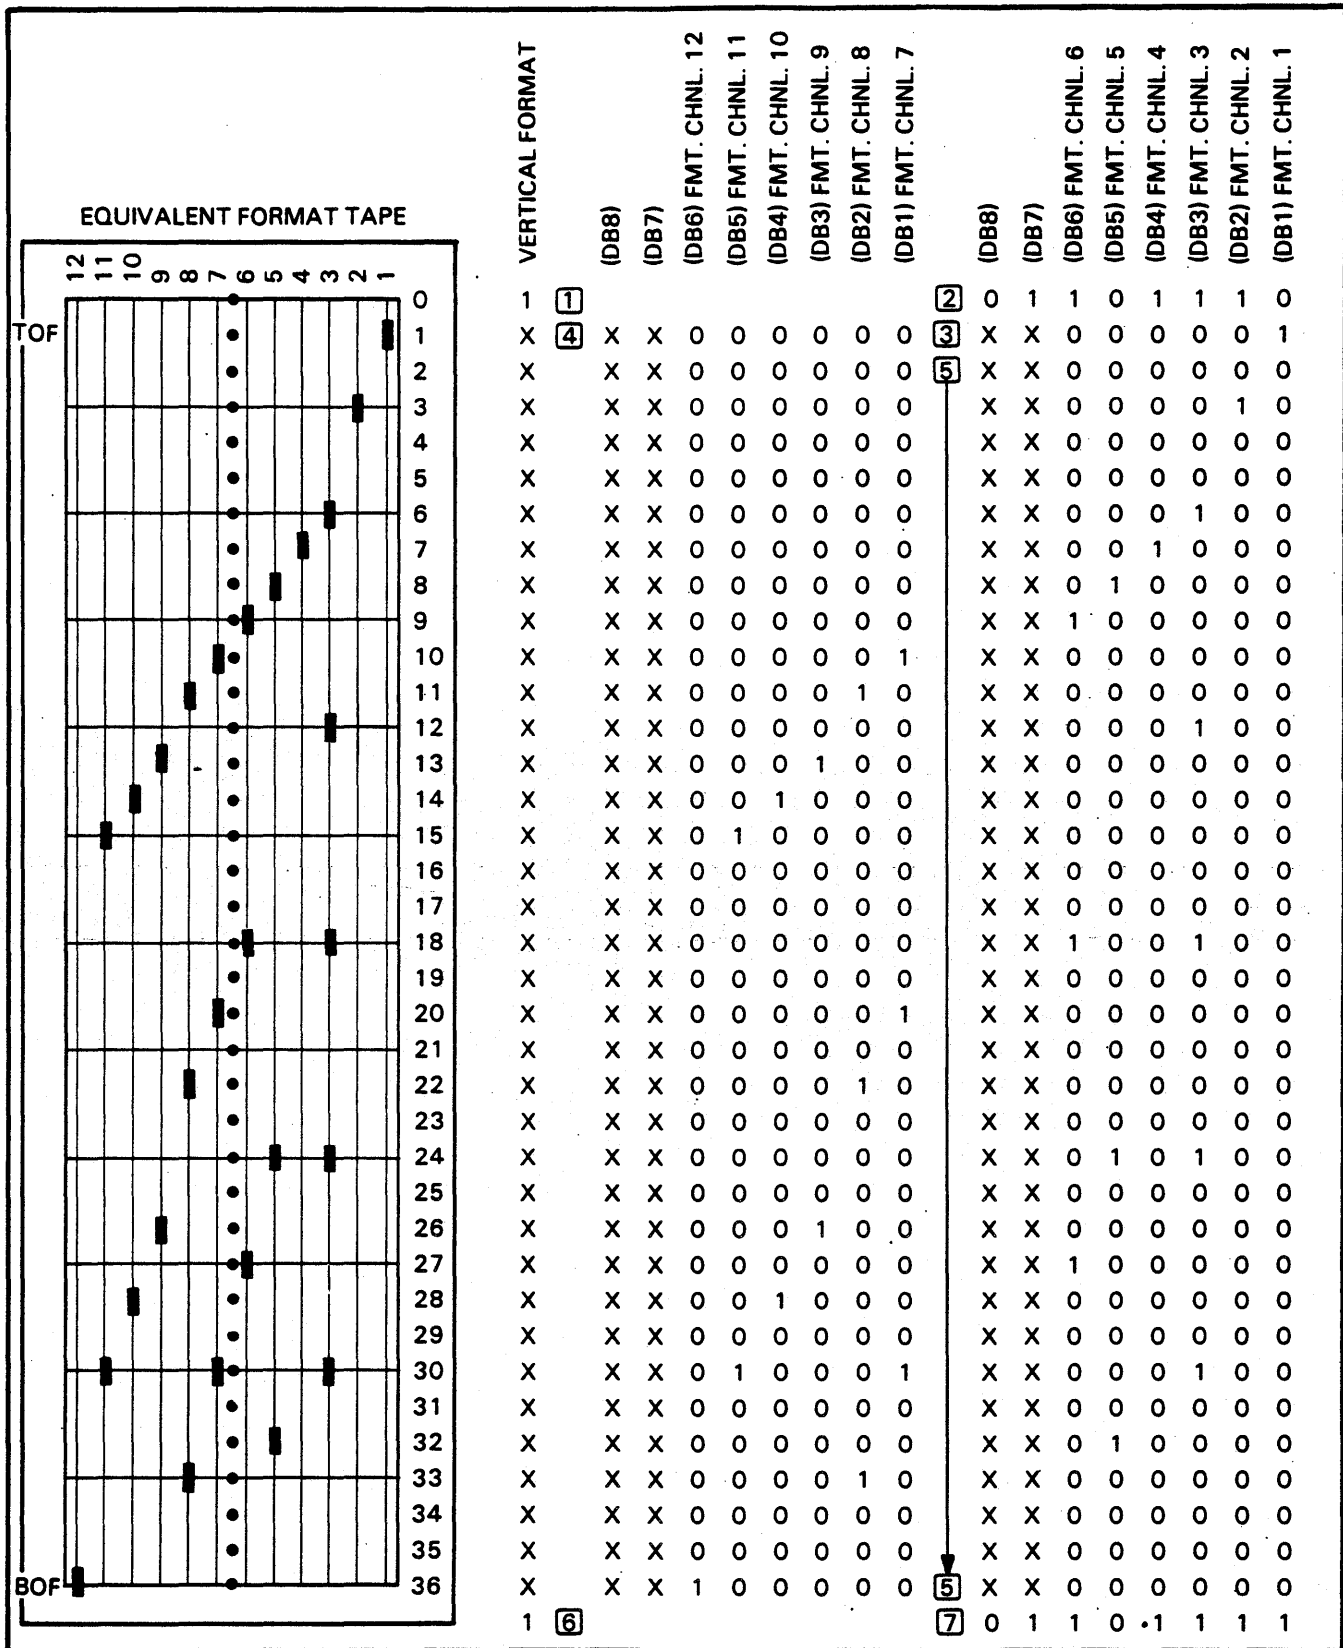 VERTICAL FORMAT
(DB8)
(DB7)
(DB6) FMT. CHNL. 12
(DB5) FMT. CHNL. 11
(DB4) FMT. CHNL. 10
(DB3) FMT. CHNL. 9
(DB2) FMT. CHNL. 8
(DB1) FMT. CHNL. 7
(DB8)
(DB7)
(DB6) FMT. CHNL. 6
(DB5) FMT. CHNL. 5
(DB4) FMT. CHNL. 4
(DB3) FMT. CHNL. 3
(DB2) FMT. CHNL. 2
(DB1) FMT. CHNL. 1
EQUIVALENT FORMAT TAPE
12 11 10 9 8 7 6 5 4 3 2 1
0 1 1 2 0 1 1 0 1 1 1 0
TOF 1 X 4 X X 0 0 0 0 0 0 3 X X 0 0 0 0 0 1
2 X X X 0 0 0 0 0 0 5 X X 0 0 0 0 0 0
3 X X X 0 0 0 0 0 0 X X 0 0 0 0 1 0
4 X X X 0 0 0 0 0 0 X X 0 0 0 0 0 0
5 X X X 0 0 0 0 0 0 X X 0 0 0 0 0 0
6 X X X 0 0 0 0 0 0 X X 0 0 0 1 0 0
7 X X X 0 0 0 0 0 0 X X 0 0 1 0 0 0
8 X X X 0 0 0 0 0 0 X X 0 1 0 0 0 0
9 X X X 0 0 0 0 0 0 X X 1 0 0 0 0 0
10 X X X 0 0 0 0 0 1 X X 0 0 0 0 0 0
11 X X X 0 0 0 0 1 0 X X 0 0 0 0 0 0
12 X X X 0 0 0 0 0 0 X X 0 0 0 1 0 0
13 X X X 0 0 0 1 0 0 X X 0 0 0 0 0 0
14 X X X 0 0 1 0 0 0 X X 0 0 0 0 0 0
15 X X X 0 1 0 0 0 0 X X 0 0 0 0 0 0
16 X X X 0 0 0 0 0 0 X X 0 0 0 0 0 0
17 X X X 0 0 0 0 0 0 X X 0 0 0 0 0 0
18 X X X 0 0 0 0 0 0 X X 1 0 0 1 0 0
19 X X X 0 0 0 0 0 0 X X 0 0 0 0 0 0
20 X X X 0 0 0 0 0 1 X X 0 0 0 0 0 0
21 X X X 0 0 0 0 0 0 X X 0 0 0 0 0 0
22 X X X 0 0 0 0 1 0 X X 0 0 0 0 0 0
23 X X X 0 0 0 0 0 0 X X 0 0 0 0 0 0
24 X X X 0 0 0 0 0 0 X X 0 1 0 1 0 0
25 X X X 0 0 0 0 0 0 X X 0 0 0 0 0 0
26 X X X 0 0 0 1 0 0 X X 0 0 0 0 0 0
27 X X X 0 0 0 0 0 0 X X 1 0 0 0 0 0
28 X X X 0 0 1 0 0 0 X X 0 0 0 0 0 0
29 X X X 0 0 0 0 0 0 X X 0 0 0 0 0 0
30 X X X 0 1 0 0 0 1 X X 0 0 0 1 0 0
31 X X X 0 0 0 0 0 0 X X 0 0 0 0 0 0
32 X X X 0 0 0 0 0 0 X X 0 1 0 0 0 0
33 X X X 0 0 0 0 1 0 X X 0 0 0 0 0 0
34 X X X 0 0 0 0 0 0 X X 0 0 0 0 0 0
35 X X X 0 0 0 0 0 0 X X 0 0 0 0 0 0
BOF 36 X X X 1 0 0 0 0 0 5 X X 0 0 0 0 0 0
1 6 7 0 1 1 0 1 1 1 1